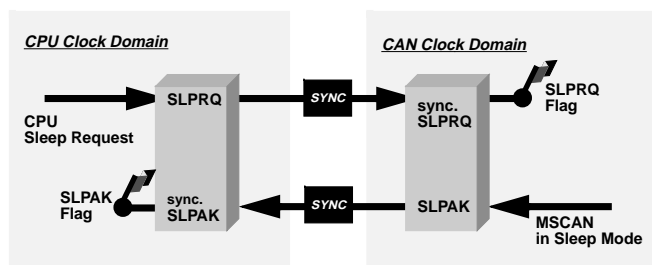 CPU Clock Domain
CAN Clock Domain
SLPRQ
SYNC
sync.
SLPRQ
SLPRQ
Flag
CPU
Sleep Request
SLPAK
Flag
sync.
SLPAK
SYNC
SLPAK
MSCAN
in Sleep Mode